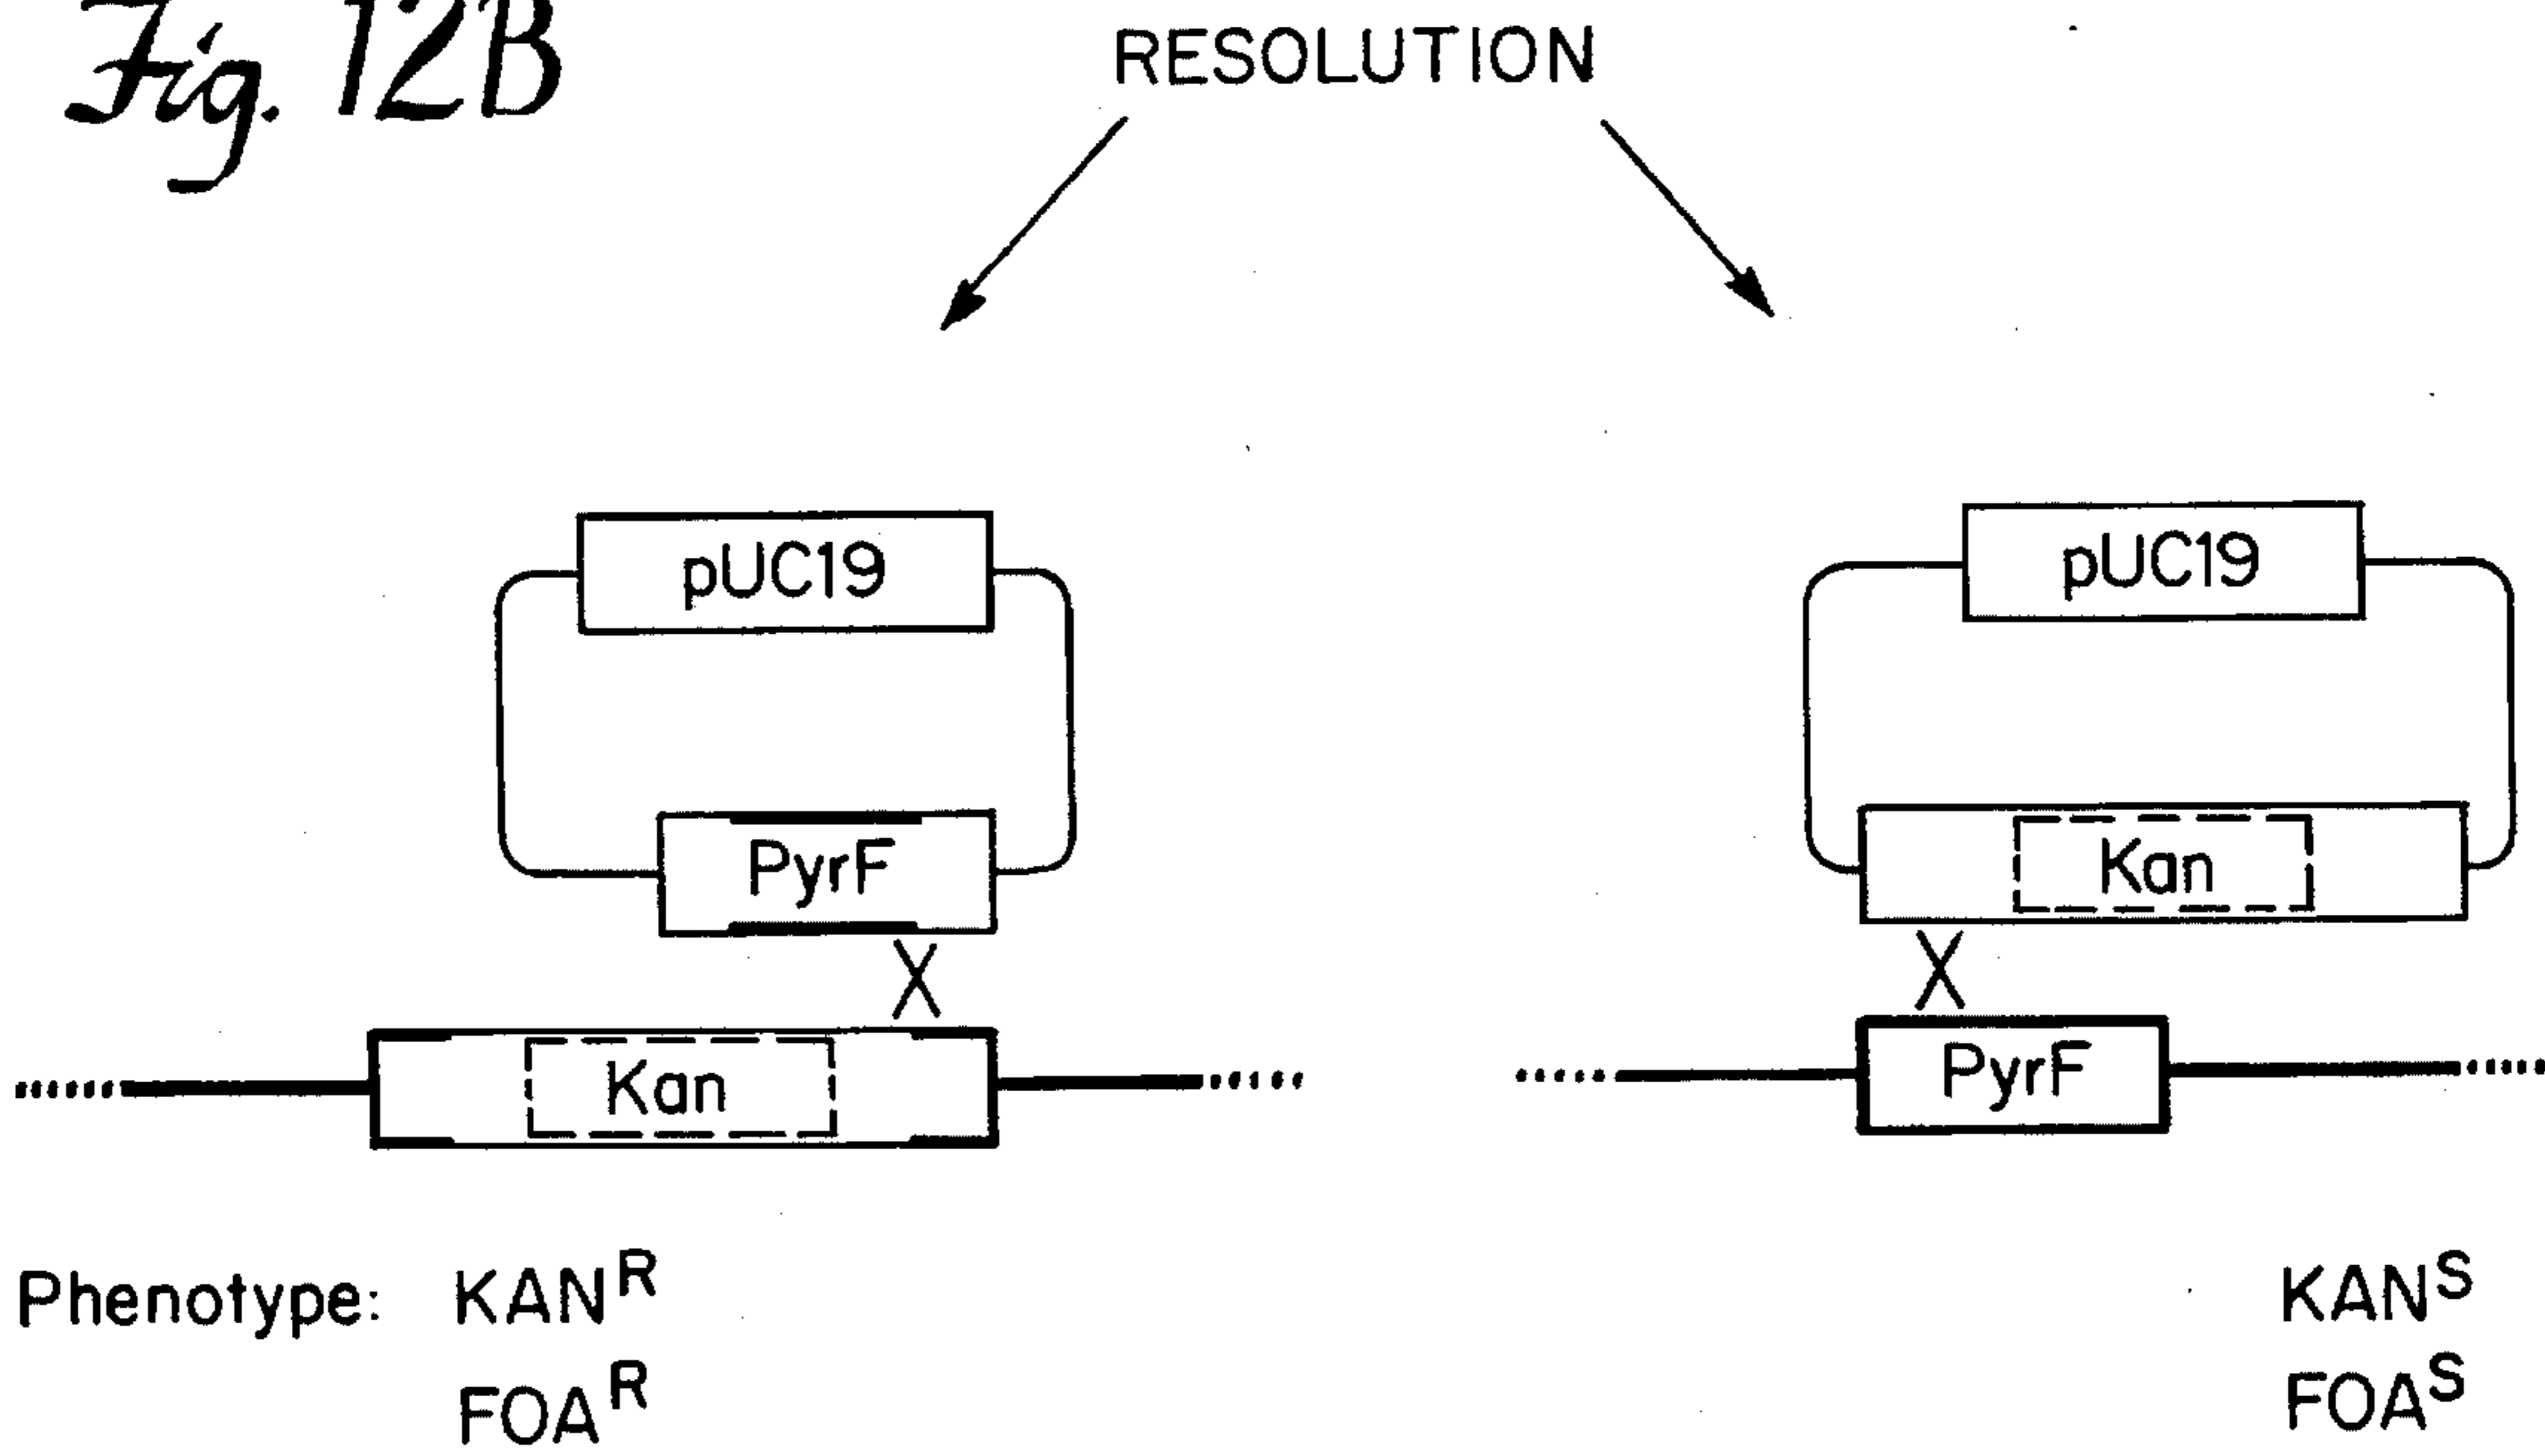 Fig. 12B
RESOLUTION
pUC19
PyrF
X
Kan
pUC19
Kan
X
PyrF
Phenotype: KAN^R
FOA^R
KAN^S
FOA^S